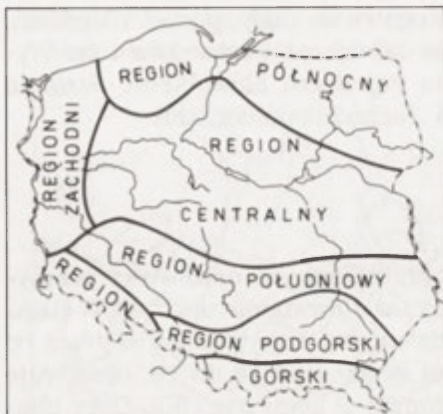 REGION PÓŁNOCNY
REGION ZACHODNI
REGION CENTRALNY
REGION POŁUDNIOWY
REGION
REGION PODGÓRSKI
GÓRSKI